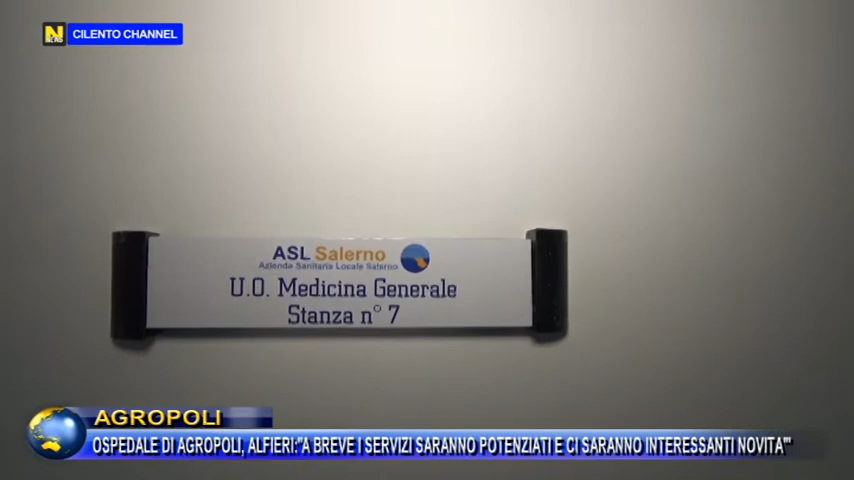 CILENTO CHANNEL
ASL Salerno
Azienda Sanitaria Locale Salerno
U.O. Medicina Generale
Stanza n° 7
AGROPOLI
OSPEDALE DI AGROPOLI, ALFIERI:"A BREVE I SERVIZI SARANNO POTENZIATI E CI SARANNO INTERESSANTI NOVITA'"